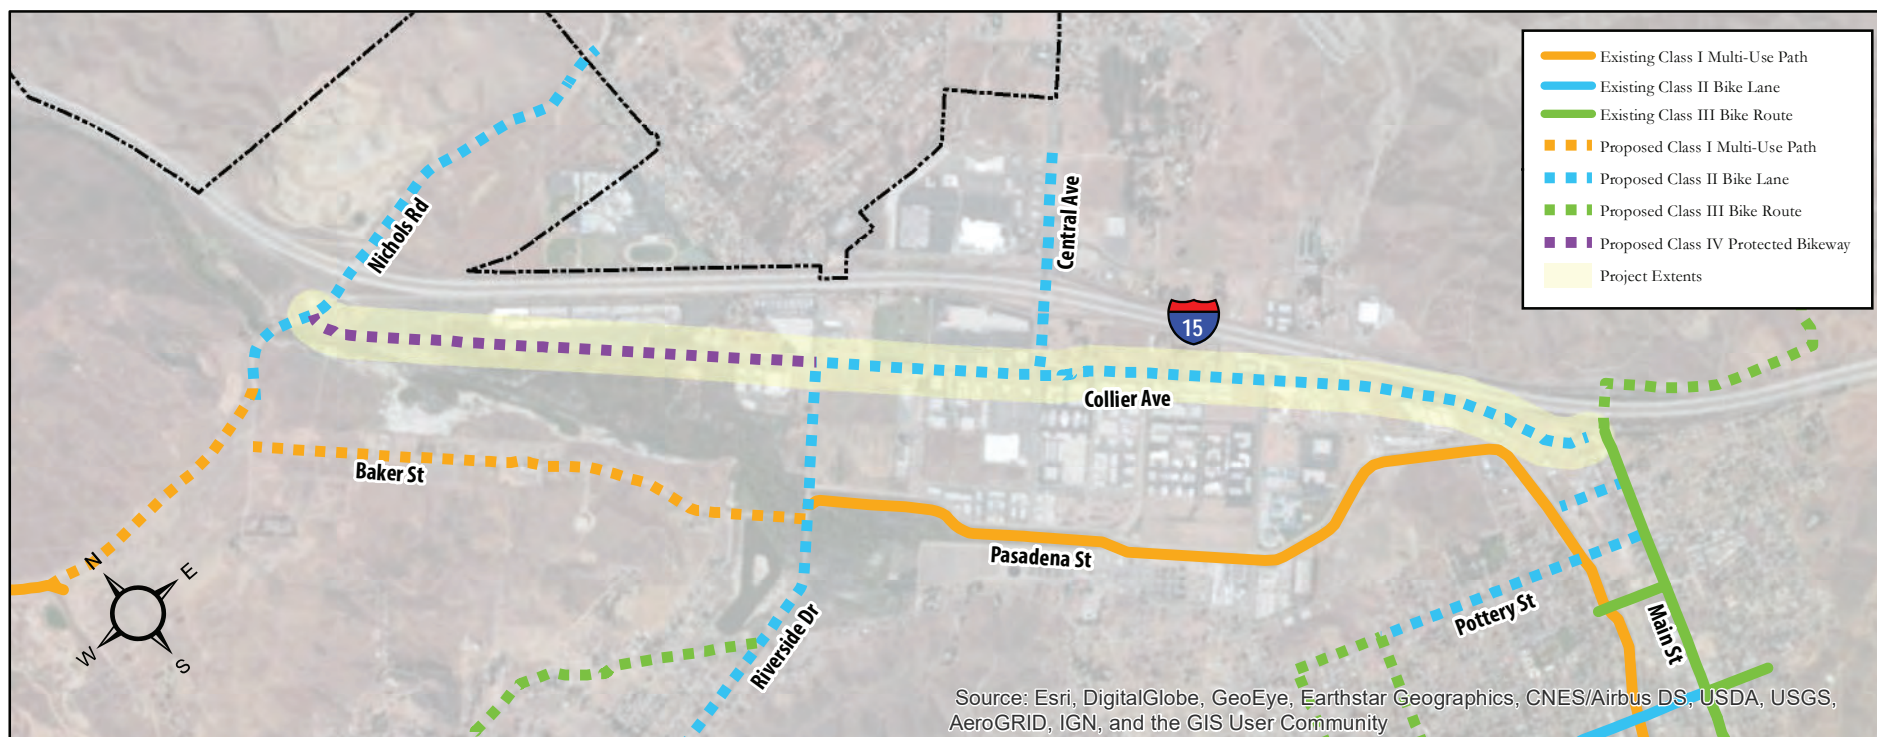 Existing Class I Multi-Use Path
Existing Class II Bike Lane
Existing Class III Bike Route
Proposed Class I Multi-Use Path
Proposed Class II Bike Lane
Proposed Class III Bike Route
Proposed Class IV Protected Bikeway
Project Extents
Nichols Rd
Central Ave
15
Collier Ave
Baker St
Pasadena St
N
E
W
S
Riverside Dr
Pottery St
Main St
Source: Esri, DigitalGlobe, GeoEye, Earthstar Geographics, CNES/Airbus DS, USDA, USGS,
AeroGRID, IGN, and the GIS User Community